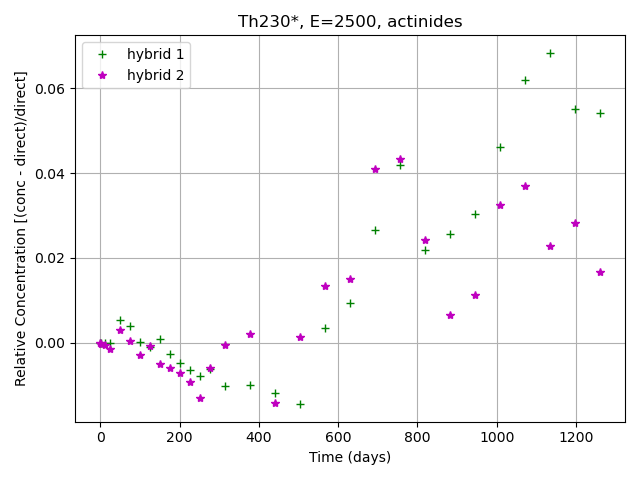 Th230*, E=2500, actinides
hybrid 1
hybrid 2
Relative Concentration [(conc - direct)/direct]
0.06
0.04
0.02
0.00
0
200
400
600
800
1000
1200
Time (days)